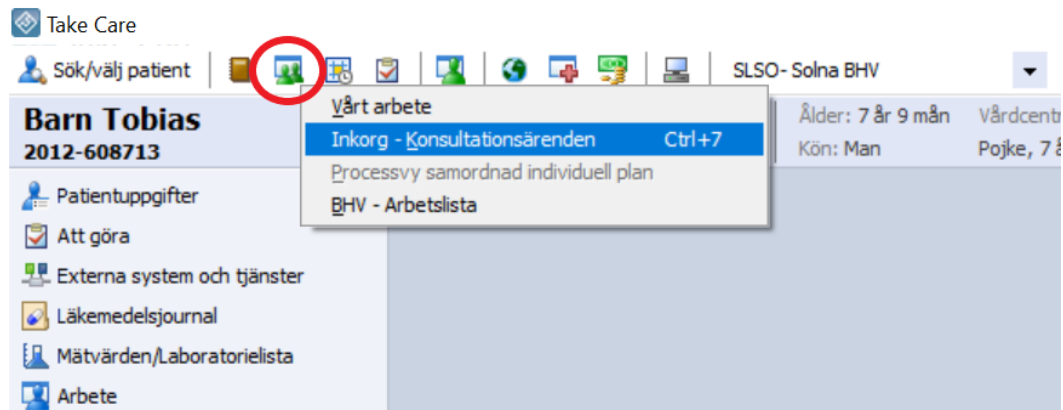 Take Care
Sök/välj patient SLSO- Solna BHV
Barn Tobias
2012-608713
Vårt arbete
Inkorg - Konsultationsärenden Ctrl+7
Processvy samordnad individuell plan
BHV - Arbetslista
Ålder: 7 år 9 mån
Kön: Man
Pojke, 7
Patientuppgifter
Att göra
Externa system och tjänster
Läkemedelsjournal
Mätvärden/Laboratorielista
Arbete